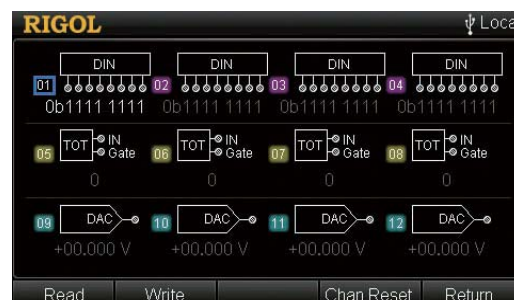 RIGOL Loca
DIN DIN DIN DIN
01 02 03 04
0b1111 1111 0b1111 1111 0b1111 1111 0b1111 1111
TOT IN Gate TOT IN Gate TOT IN Gate TOT IN Gate
05 06 07 08
0 0 0 0
DAC DAC DAC DAC
09 10 11 12
+00.000 V +00.000 V +00.000 V +00.000 V
Read Write Chan Reset Return